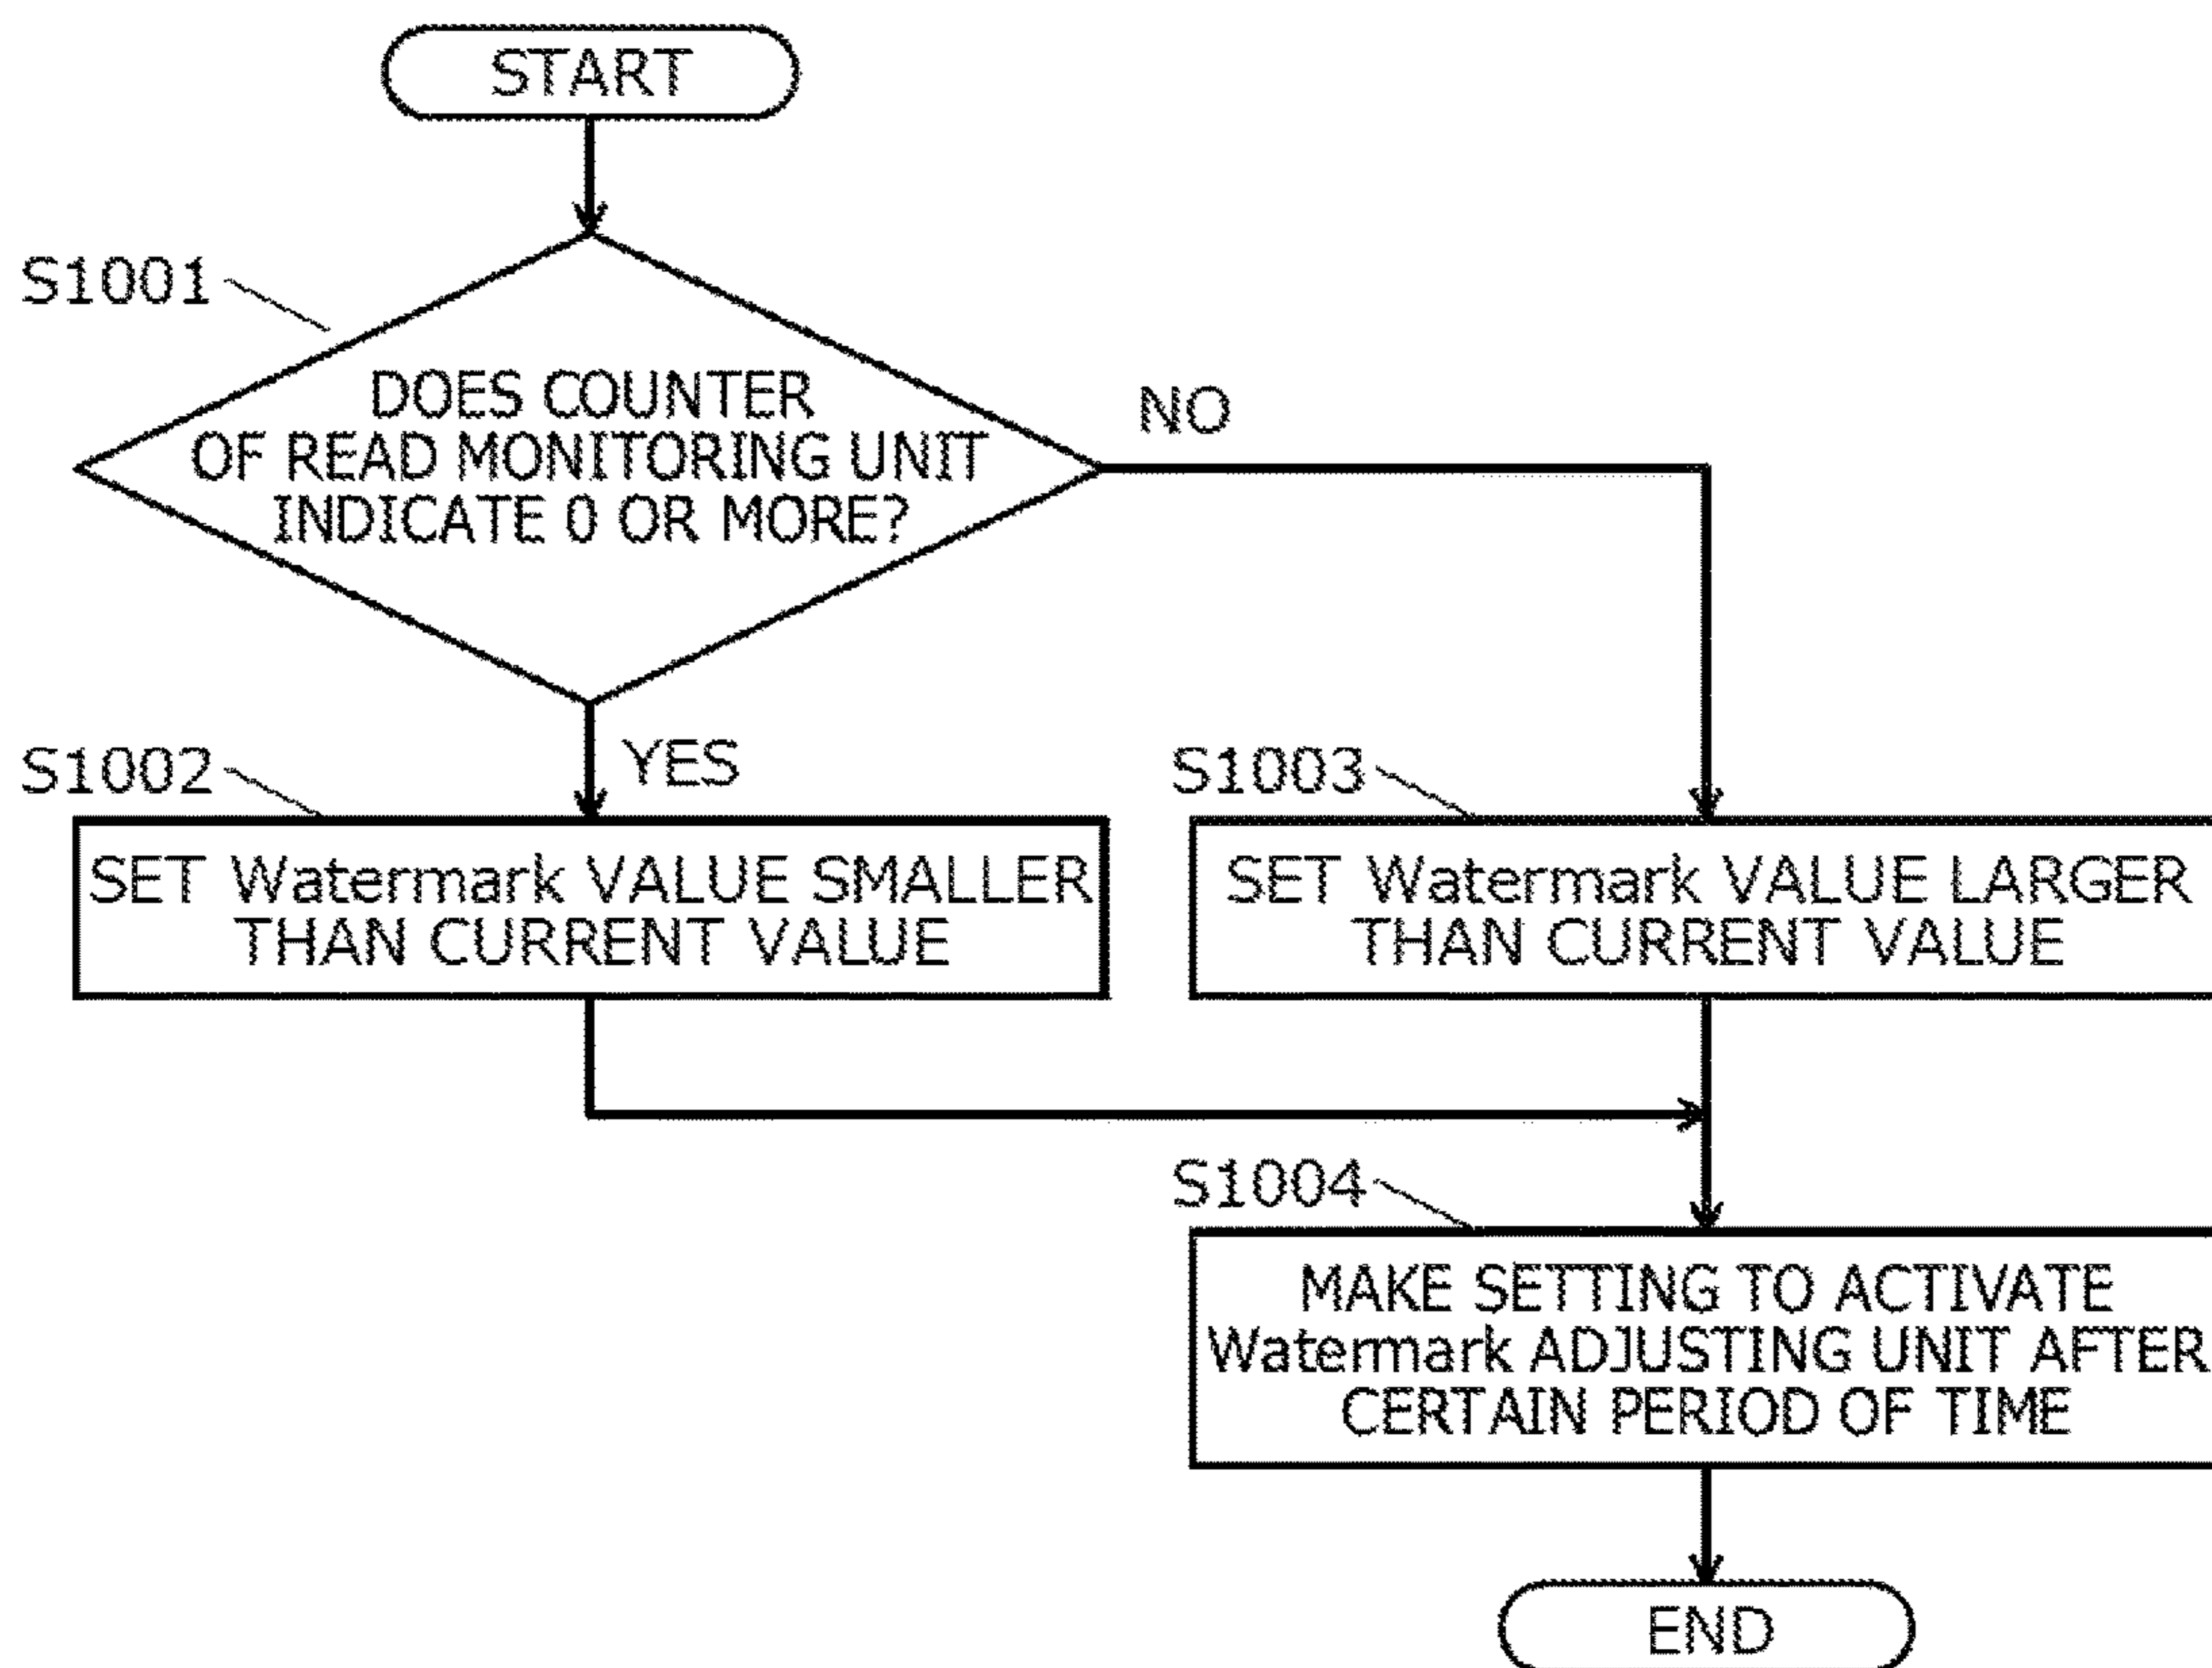 START
S1001
DOES COUNTER
OF READ MONITORING UNIT
INDICATE 0 OR MORE?
NO
YES
S1002
SET Watermark VALUE SMALLER
THAN CURRENT VALUE
S1003
SET Watermark VALUE LARGER
THAN CURRENT VALUE
S1004
MAKE SETTING TO ACTIVATE
Watermark ADJUSTING UNIT AFTER
CERTAIN PERIOD OF TIME
END